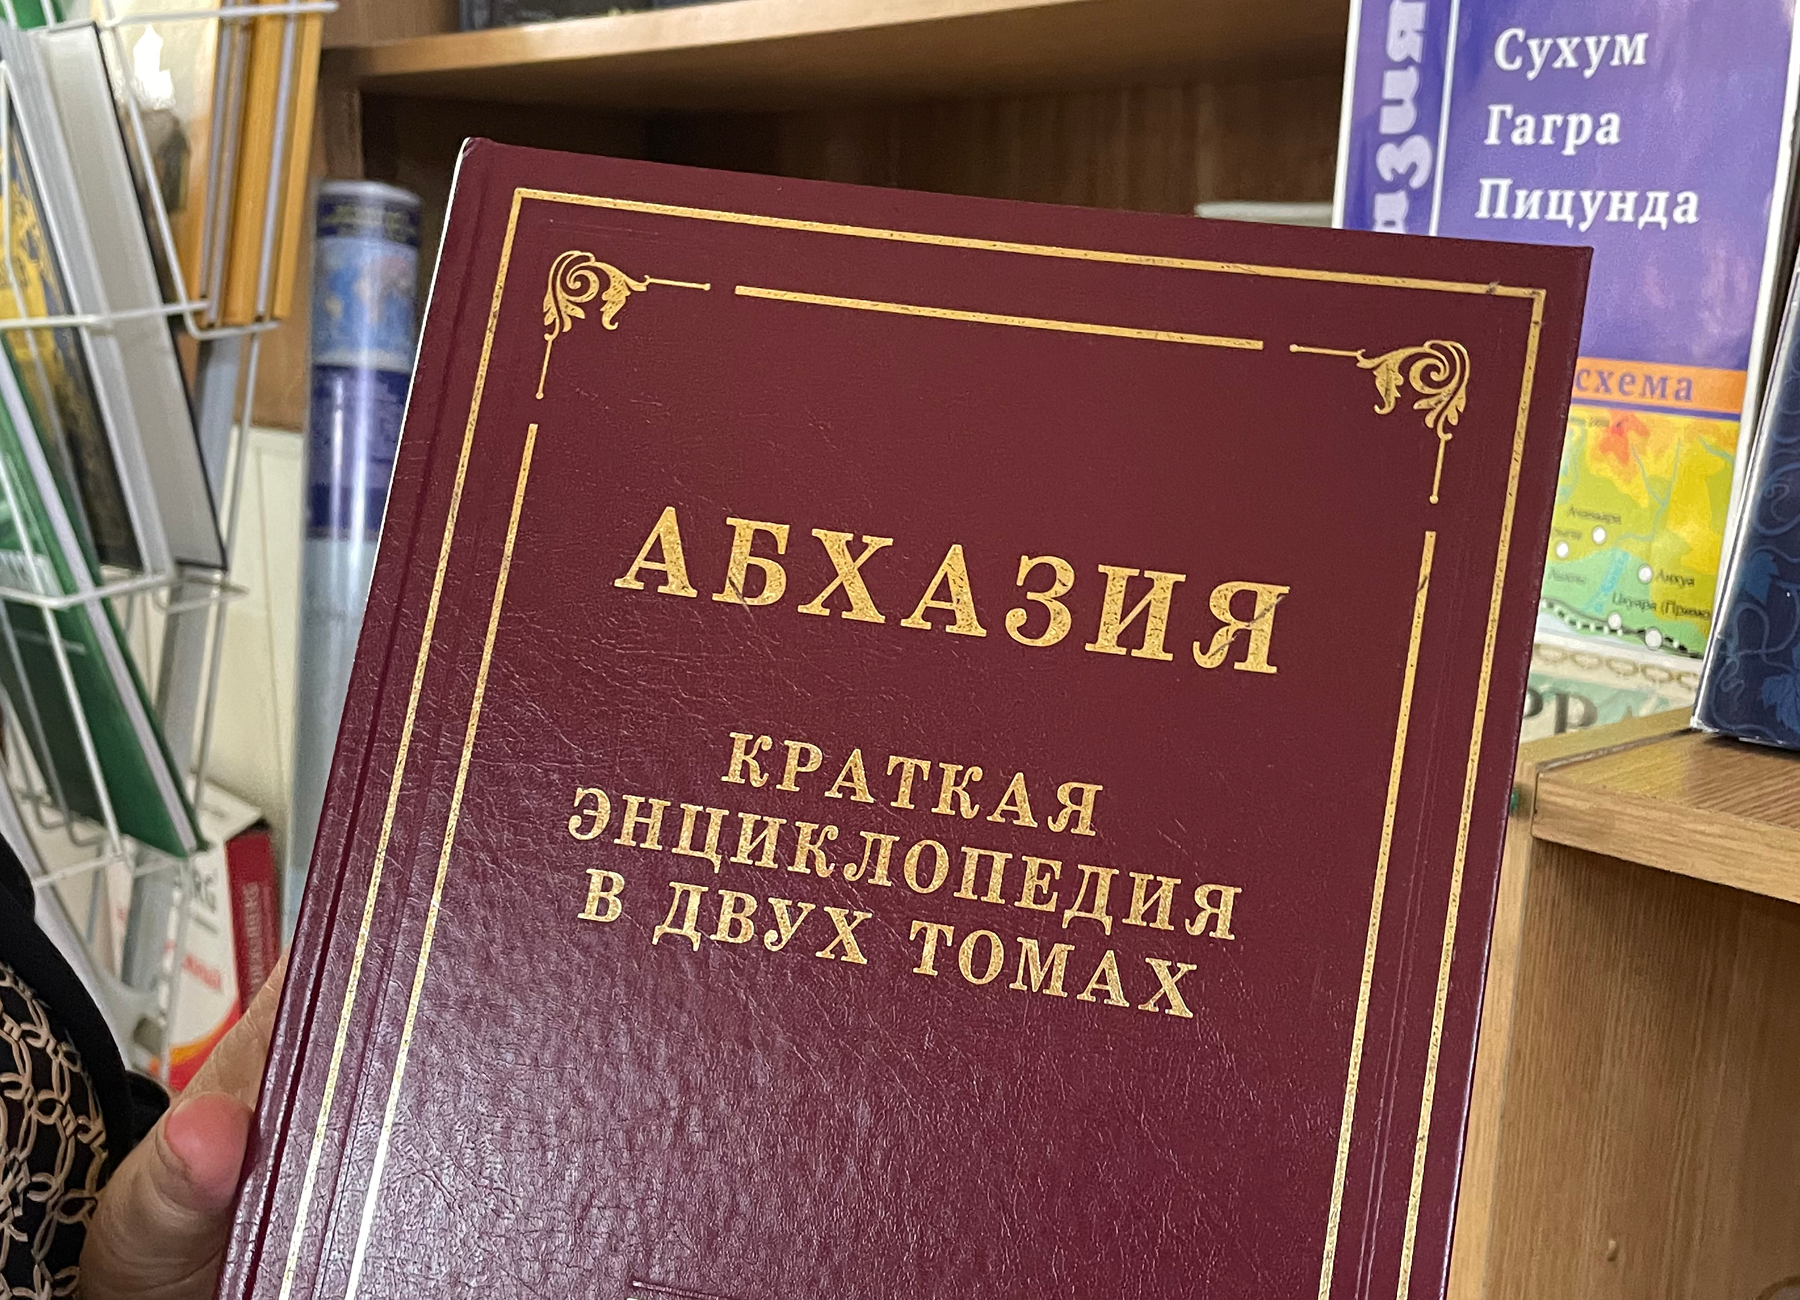 Сухум
Гагра
Пицунда
схема
АБХАЗИЯ
КРАТКАЯ
ЭНЦИКЛОПЕДИЯ
В ДВУХ ТОМАХ